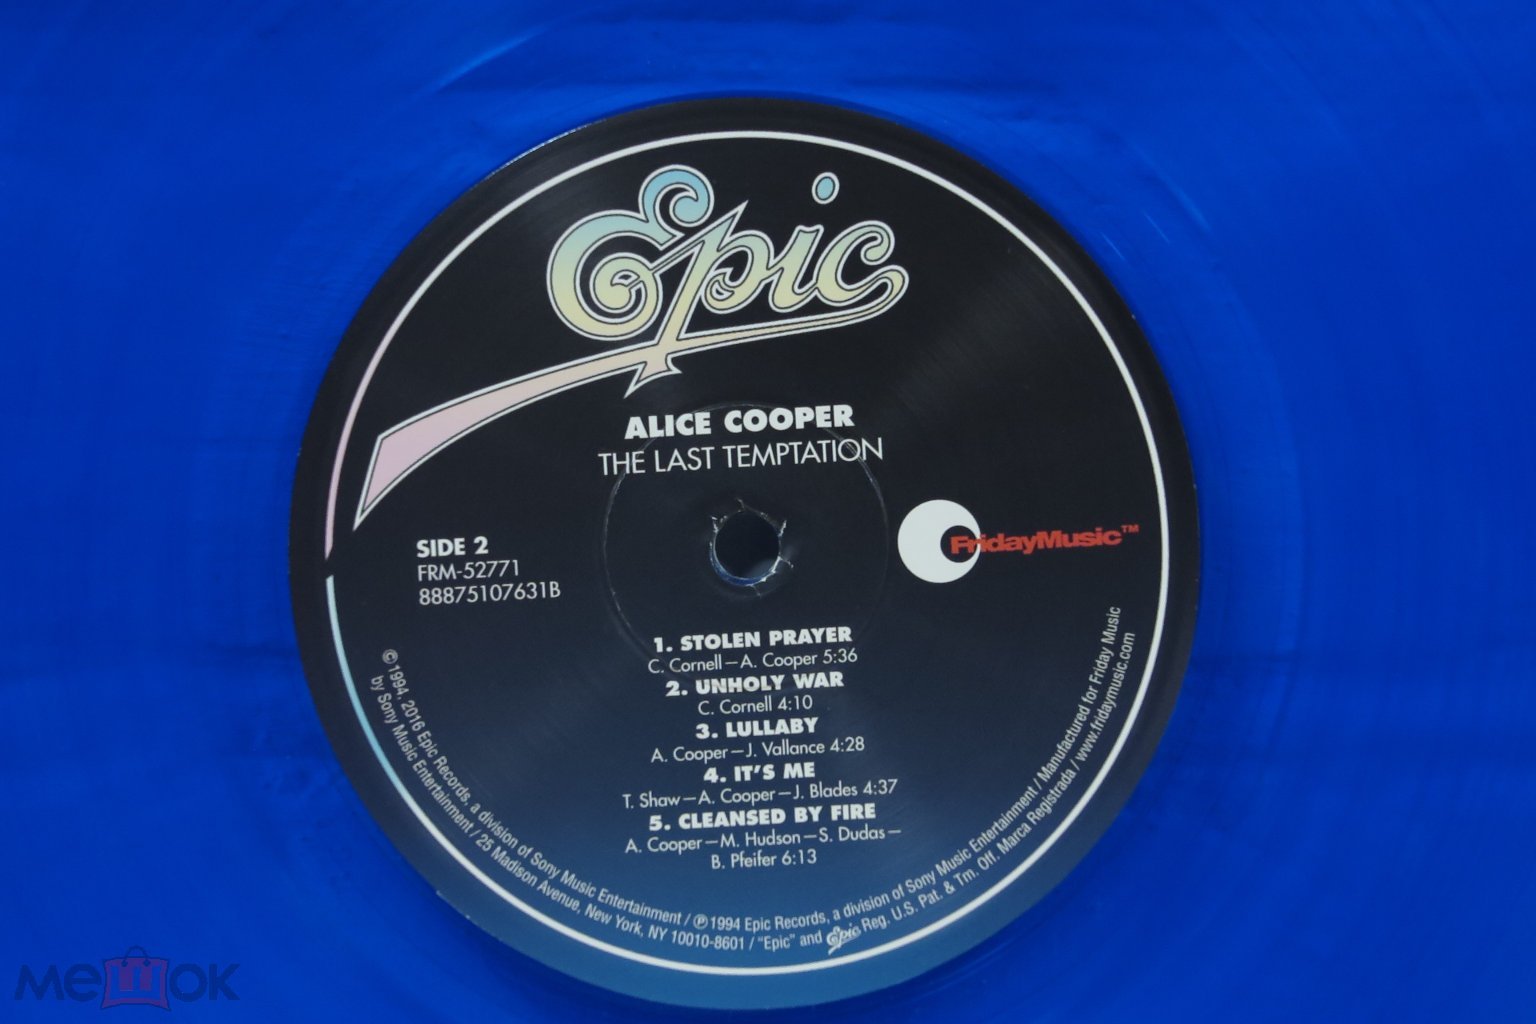 Epic
ALICE COOPER
THE LAST TEMPTATION
SIDE 2
FRM-52771
88875107631B
FridayMusic™
1. STOLEN PRAYER
C. Cornell—A. Cooper 5:36
2. UNHOLY WAR
C. Cornell 4:10
3. LULLABY
A. Cooper—J. Vallance 4:28
4. IT'S ME
T. Shaw—A. Cooper—J. Blades 4:37
5. CLEANSED BY FIRE
A. Cooper—M. Hudson—S. Dudas—
B. Pfeifer 6:13
©1994, 2016 Epic Records, a division of Sony Music Entertainment / ℗ 1994 Epic Records, a division of Sony Music Entertainment / Manufactured for Friday Music
by Sony Music Entertainment / 25 Madison Avenue, New York, NY 10010-8601 / "Epic" and Epic Reg. U.S. Pat. & Tm. Off. Marca Registrada / www.fridaymusic.com
мешок